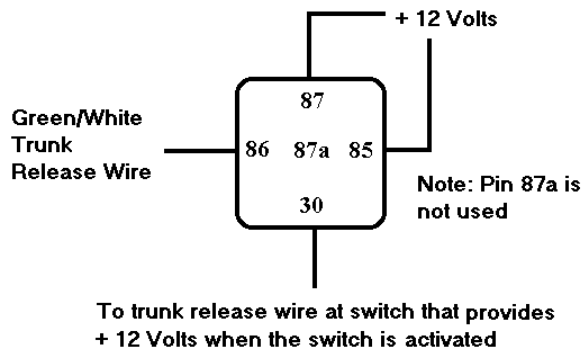 + 12 Volts
87
Green/White
Trunk
Release Wire
86 87a 85
Note: Pin 87a is
not used
30
To trunk release wire at switch that provides
+ 12 Volts when the switch is activated